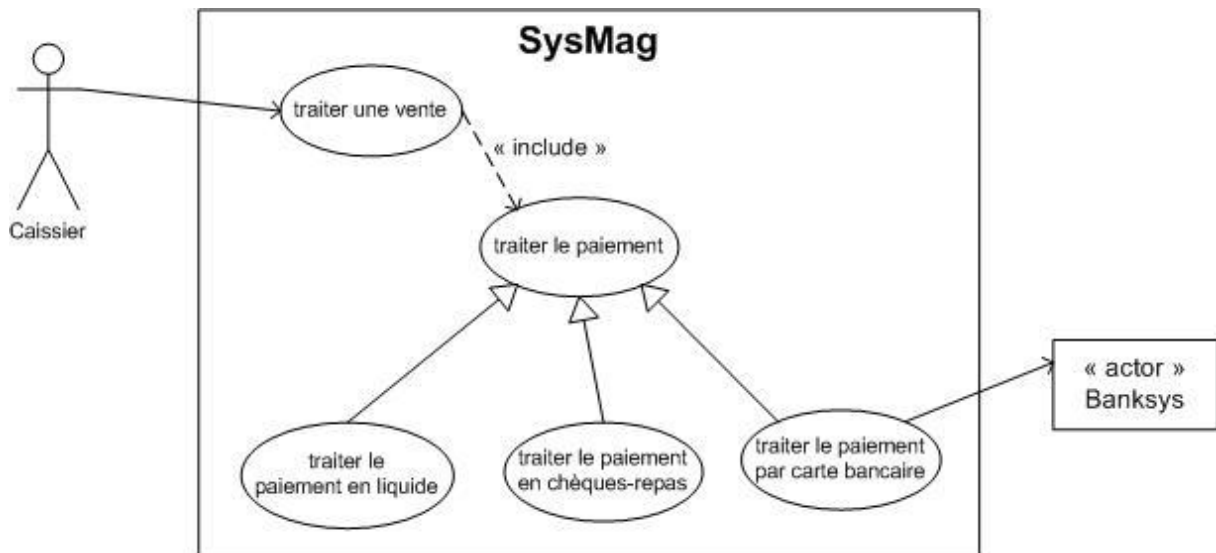 SysMag
traiter une vente
« include »
Caissier
traiter le paiement
« actor »
Banksys
traiter le
paiement en liquide
traiter le paiement
en chèques-repas
traiter le paiement
par carte bancaire